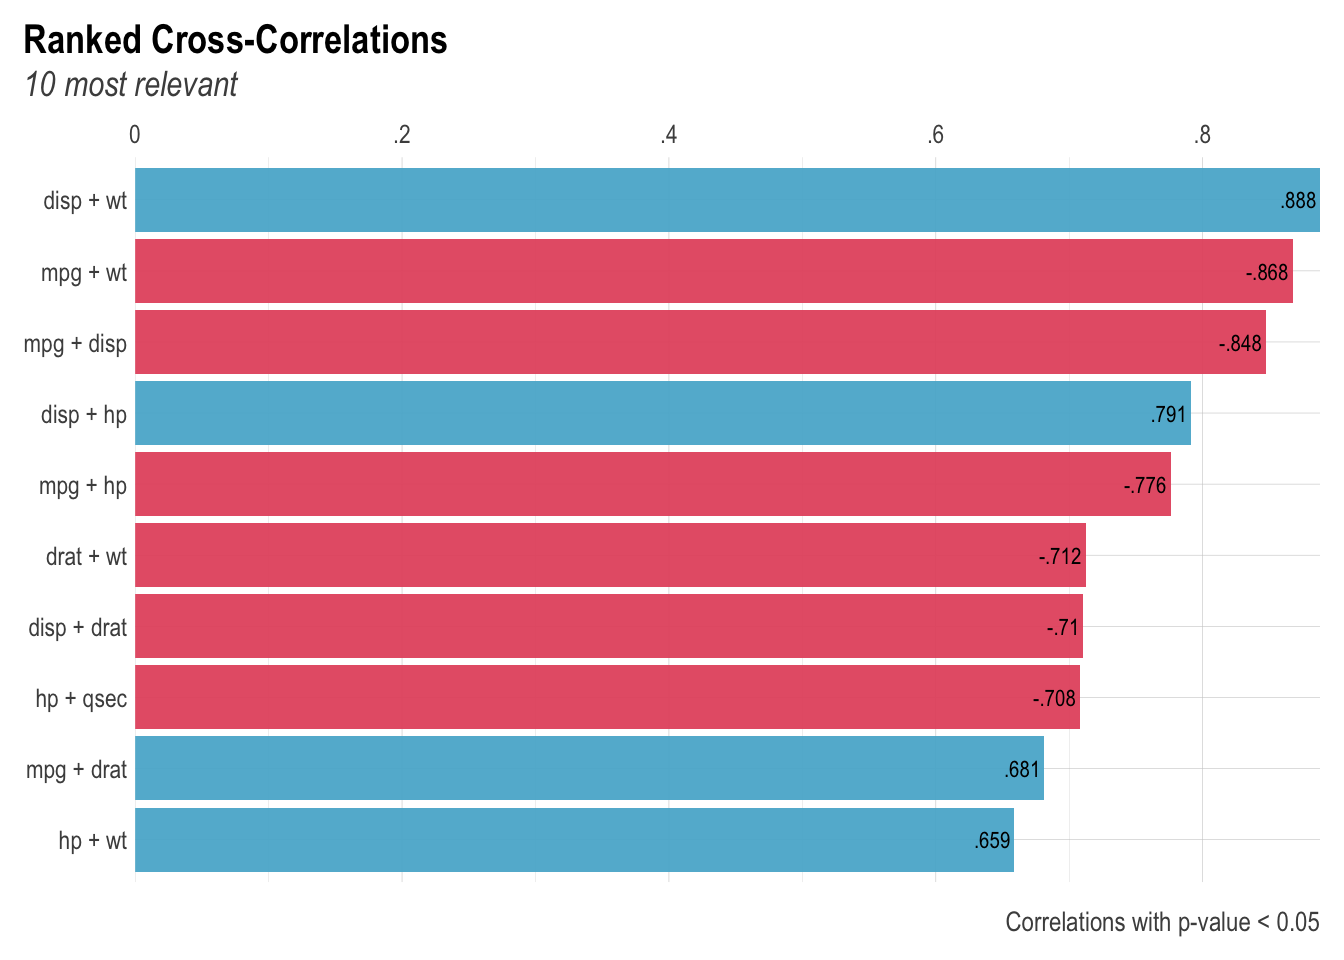 Ranked Cross-Correlations
10 most relevant
0 .2 .4 .6 .8
disp + wt .888
mpg + wt -.868
mpg + disp -.848
disp + hp .791
mpg + hp -.776
drat + wt -.712
disp + drat -.71
hp + qsec -.708
mpg + drat .681
hp + wt .659
Correlations with p-value < 0.05